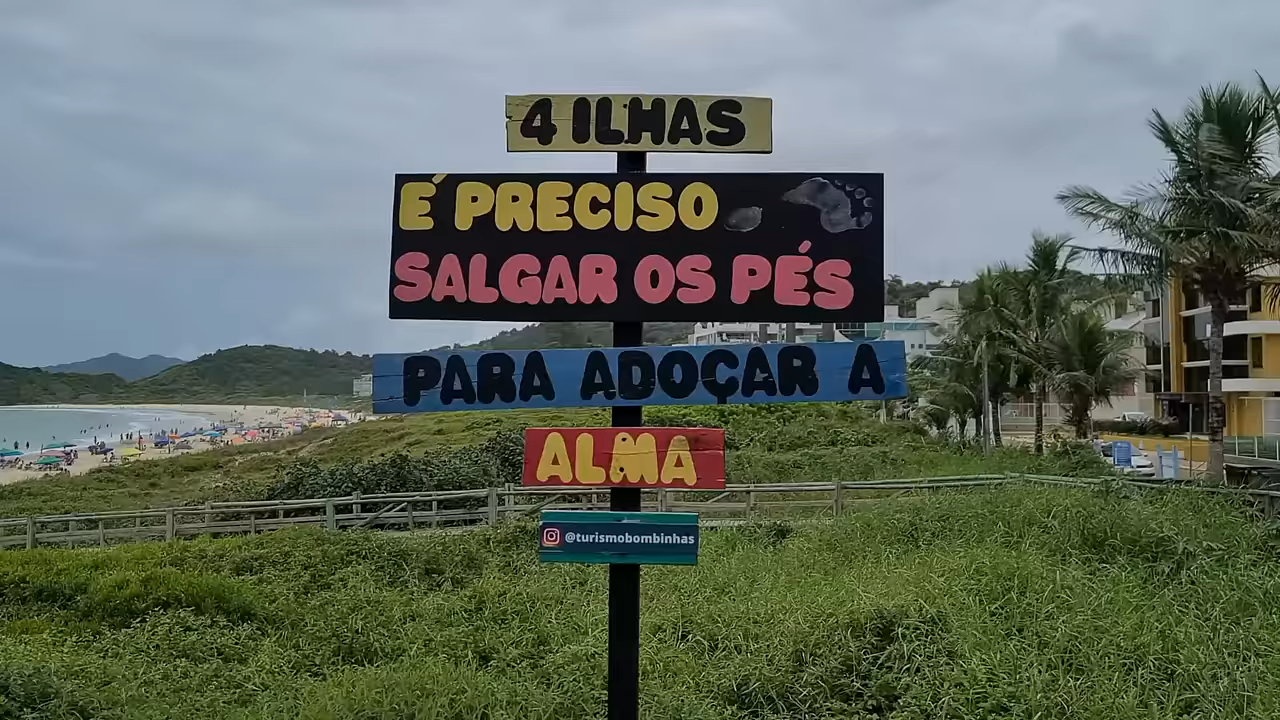 4 ILHAS
É PRECISO
SALGAR OS PÉS
PARA ADOÇAR A
ALMA
@turismobombinhas